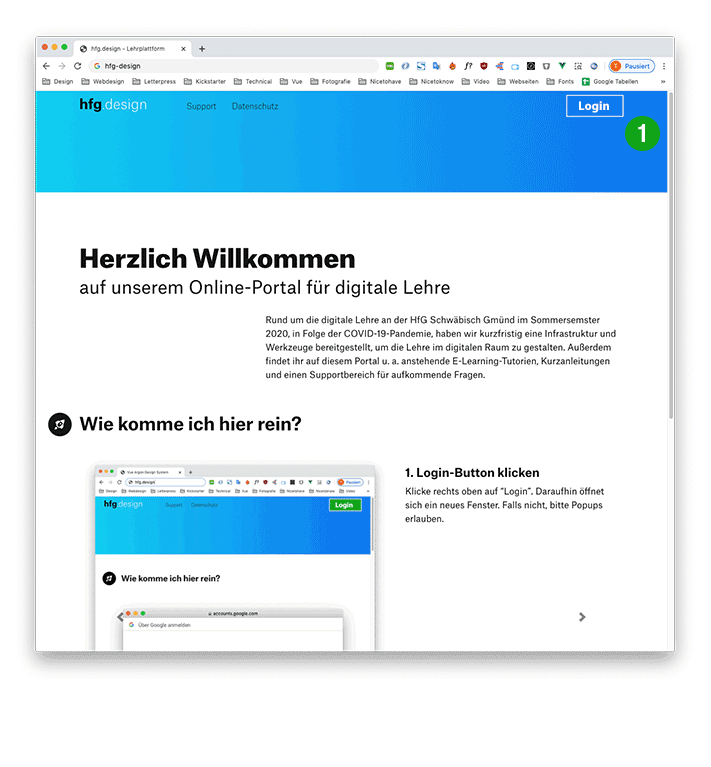 hfg.design – Lehrplattform
hfg-design
Pausiert
Design Webdesign Letterpress Kickstarter Technical Vue Fotografie Nicetohave Nicetoknow Video Webseiten Fonts Google Tabellen »
hfg.design Support Datenschutz Login
1
Herzlich Willkommen
auf unserem Online-Portal für digitale Lehre
Rund um die digitale Lehre an der HfG Schwäbisch Gmünd im Sommersemster
2020, in Folge der COVID-19-Pandemie, haben wir kurzfristig eine Infrastruktur und
Werkzeuge bereitgestellt, um die Lehre im digitalen Raum zu gestalten. Außerdem
findet ihr auf diesem Portal u. a. anstehende E-Learning-Tutorien, Kurzanleitungen
und einen Supportbereich für aufkommende Fragen.
Wie komme ich hier rein?
Vue Argon Design System
hfg.design
Pausiert
Design Webdesign Letterpress Kickstarter Technical Vue Fotografie Nicetohave Nicetoknow Video
hfg.design Support Datenschutz Login
Wie komme ich hier rein?
accounts.google.com
Über Google anmelden
1. Login-Button klicken
Klicke rechts oben auf "Login". Daraufhin öffnet
sich ein neues Fenster. Falls nicht, bitte Popups
erlauben.